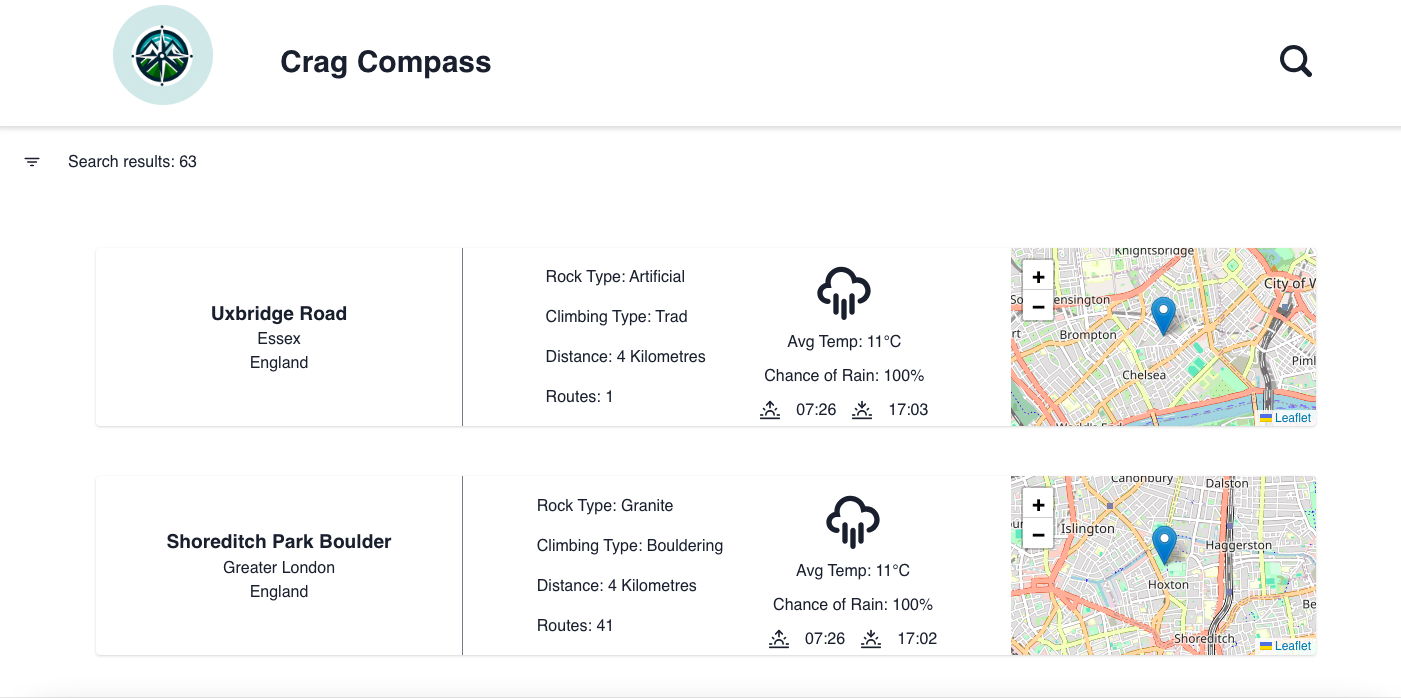 Crag Compass
Search results: 63
Uxbridge Road
Essex
England
Rock Type: Artificial
Climbing Type: Trad
Distance: 4 Kilometres
Routes: 1
Avg Temp: 11°C
Chance of Rain: 100%
07:26 17:03
+
−
Knightsbridge
City of W
Kensington
Brompton
Chelsea
Piml
Leaflet
Shoreditch Park Boulder
Greater London
England
Rock Type: Granite
Climbing Type: Bouldering
Distance: 4 Kilometres
Routes: 41
Avg Temp: 11°C
Chance of Rain: 100%
07:26 17:02
+
−
Canonbury
Dalston
Islington
Haggerston
Hoxton
Be
Shoreditch
Leaflet